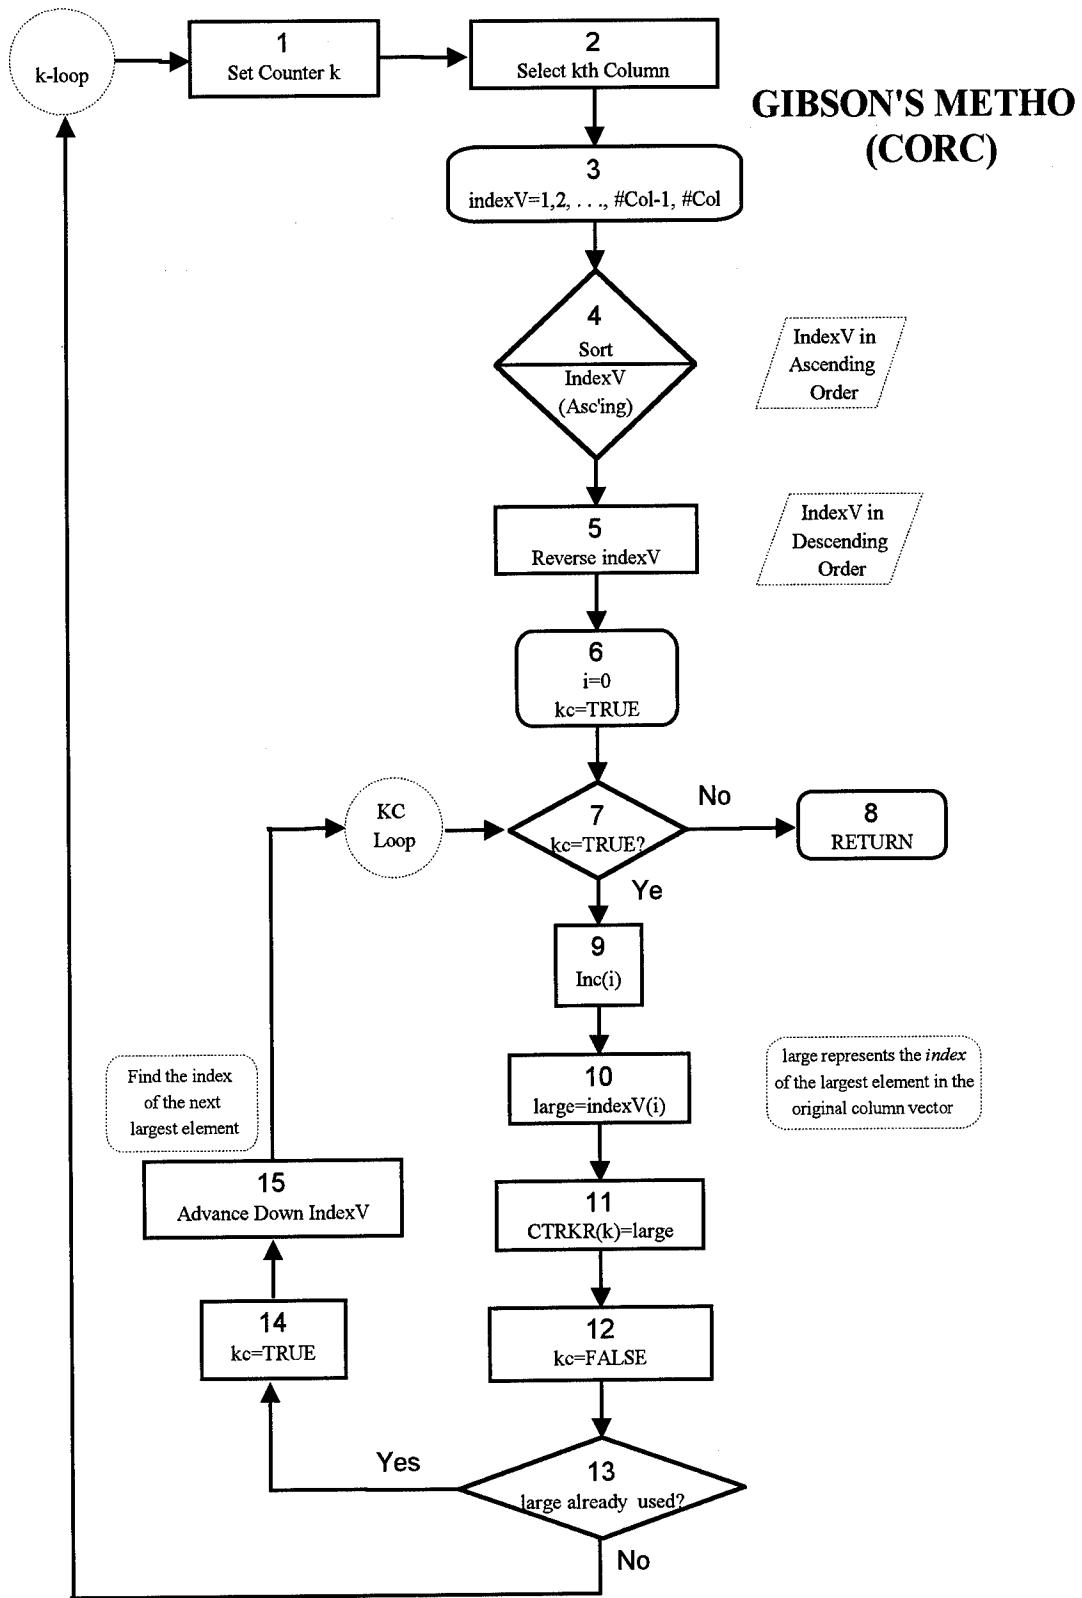 k-loop
1
Set Counter k
2
Select kth Column
GIBSON'S METHO
(CORC)
3
indexV=1,2, . . ., #Col-1, #Col
4
Sort
IndexV
(Asc'ing)
IndexV in
Ascending
Order
5
Reverse indexV
IndexV in
Descending
Order
6
i=0
kc=TRUE
KC
Loop
7
kc=TRUE?
No
8
RETURN
Ye
9
Inc(i)
10
large=indexV(i)
large represents the index
of the largest element in the
original column vector
Find the index
of the next
largest element
15
Advance Down IndexV
11
CTRKR(k)=large
14
kc=TRUE
12
kc=FALSE
Yes
13
large already used?
No